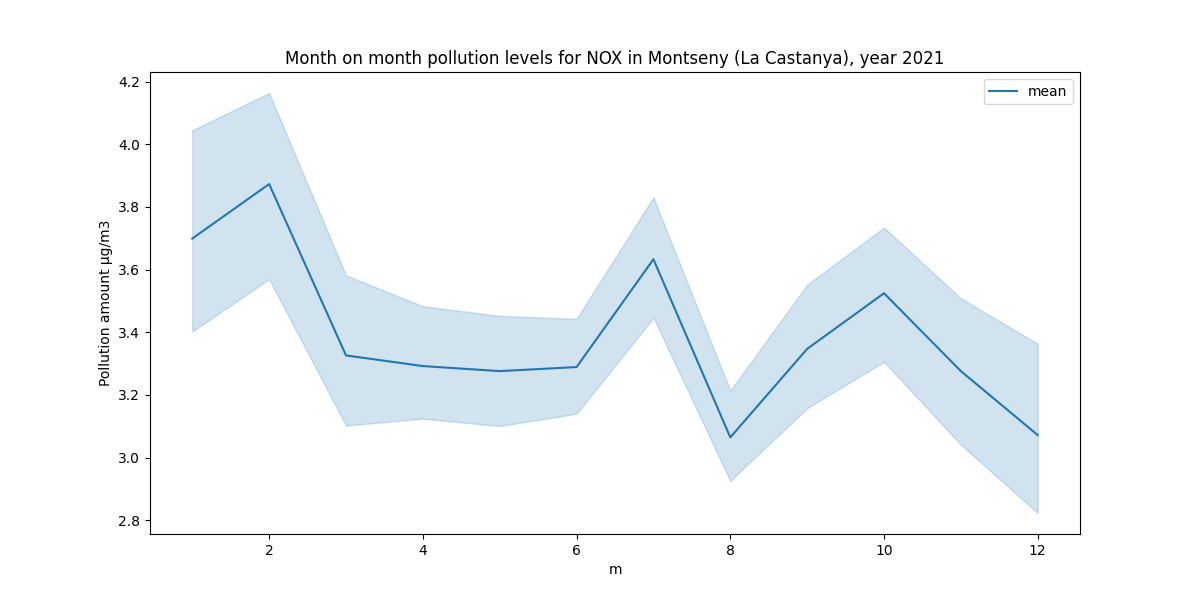 Month on month pollution levels for NOX in Montseny (La Castanya), year 2021
mean
Pollution amount µg/m3
4.2
4.0
3.8
3.6
3.4
3.2
3.0
2.8
2 4 6 8 10 12
m